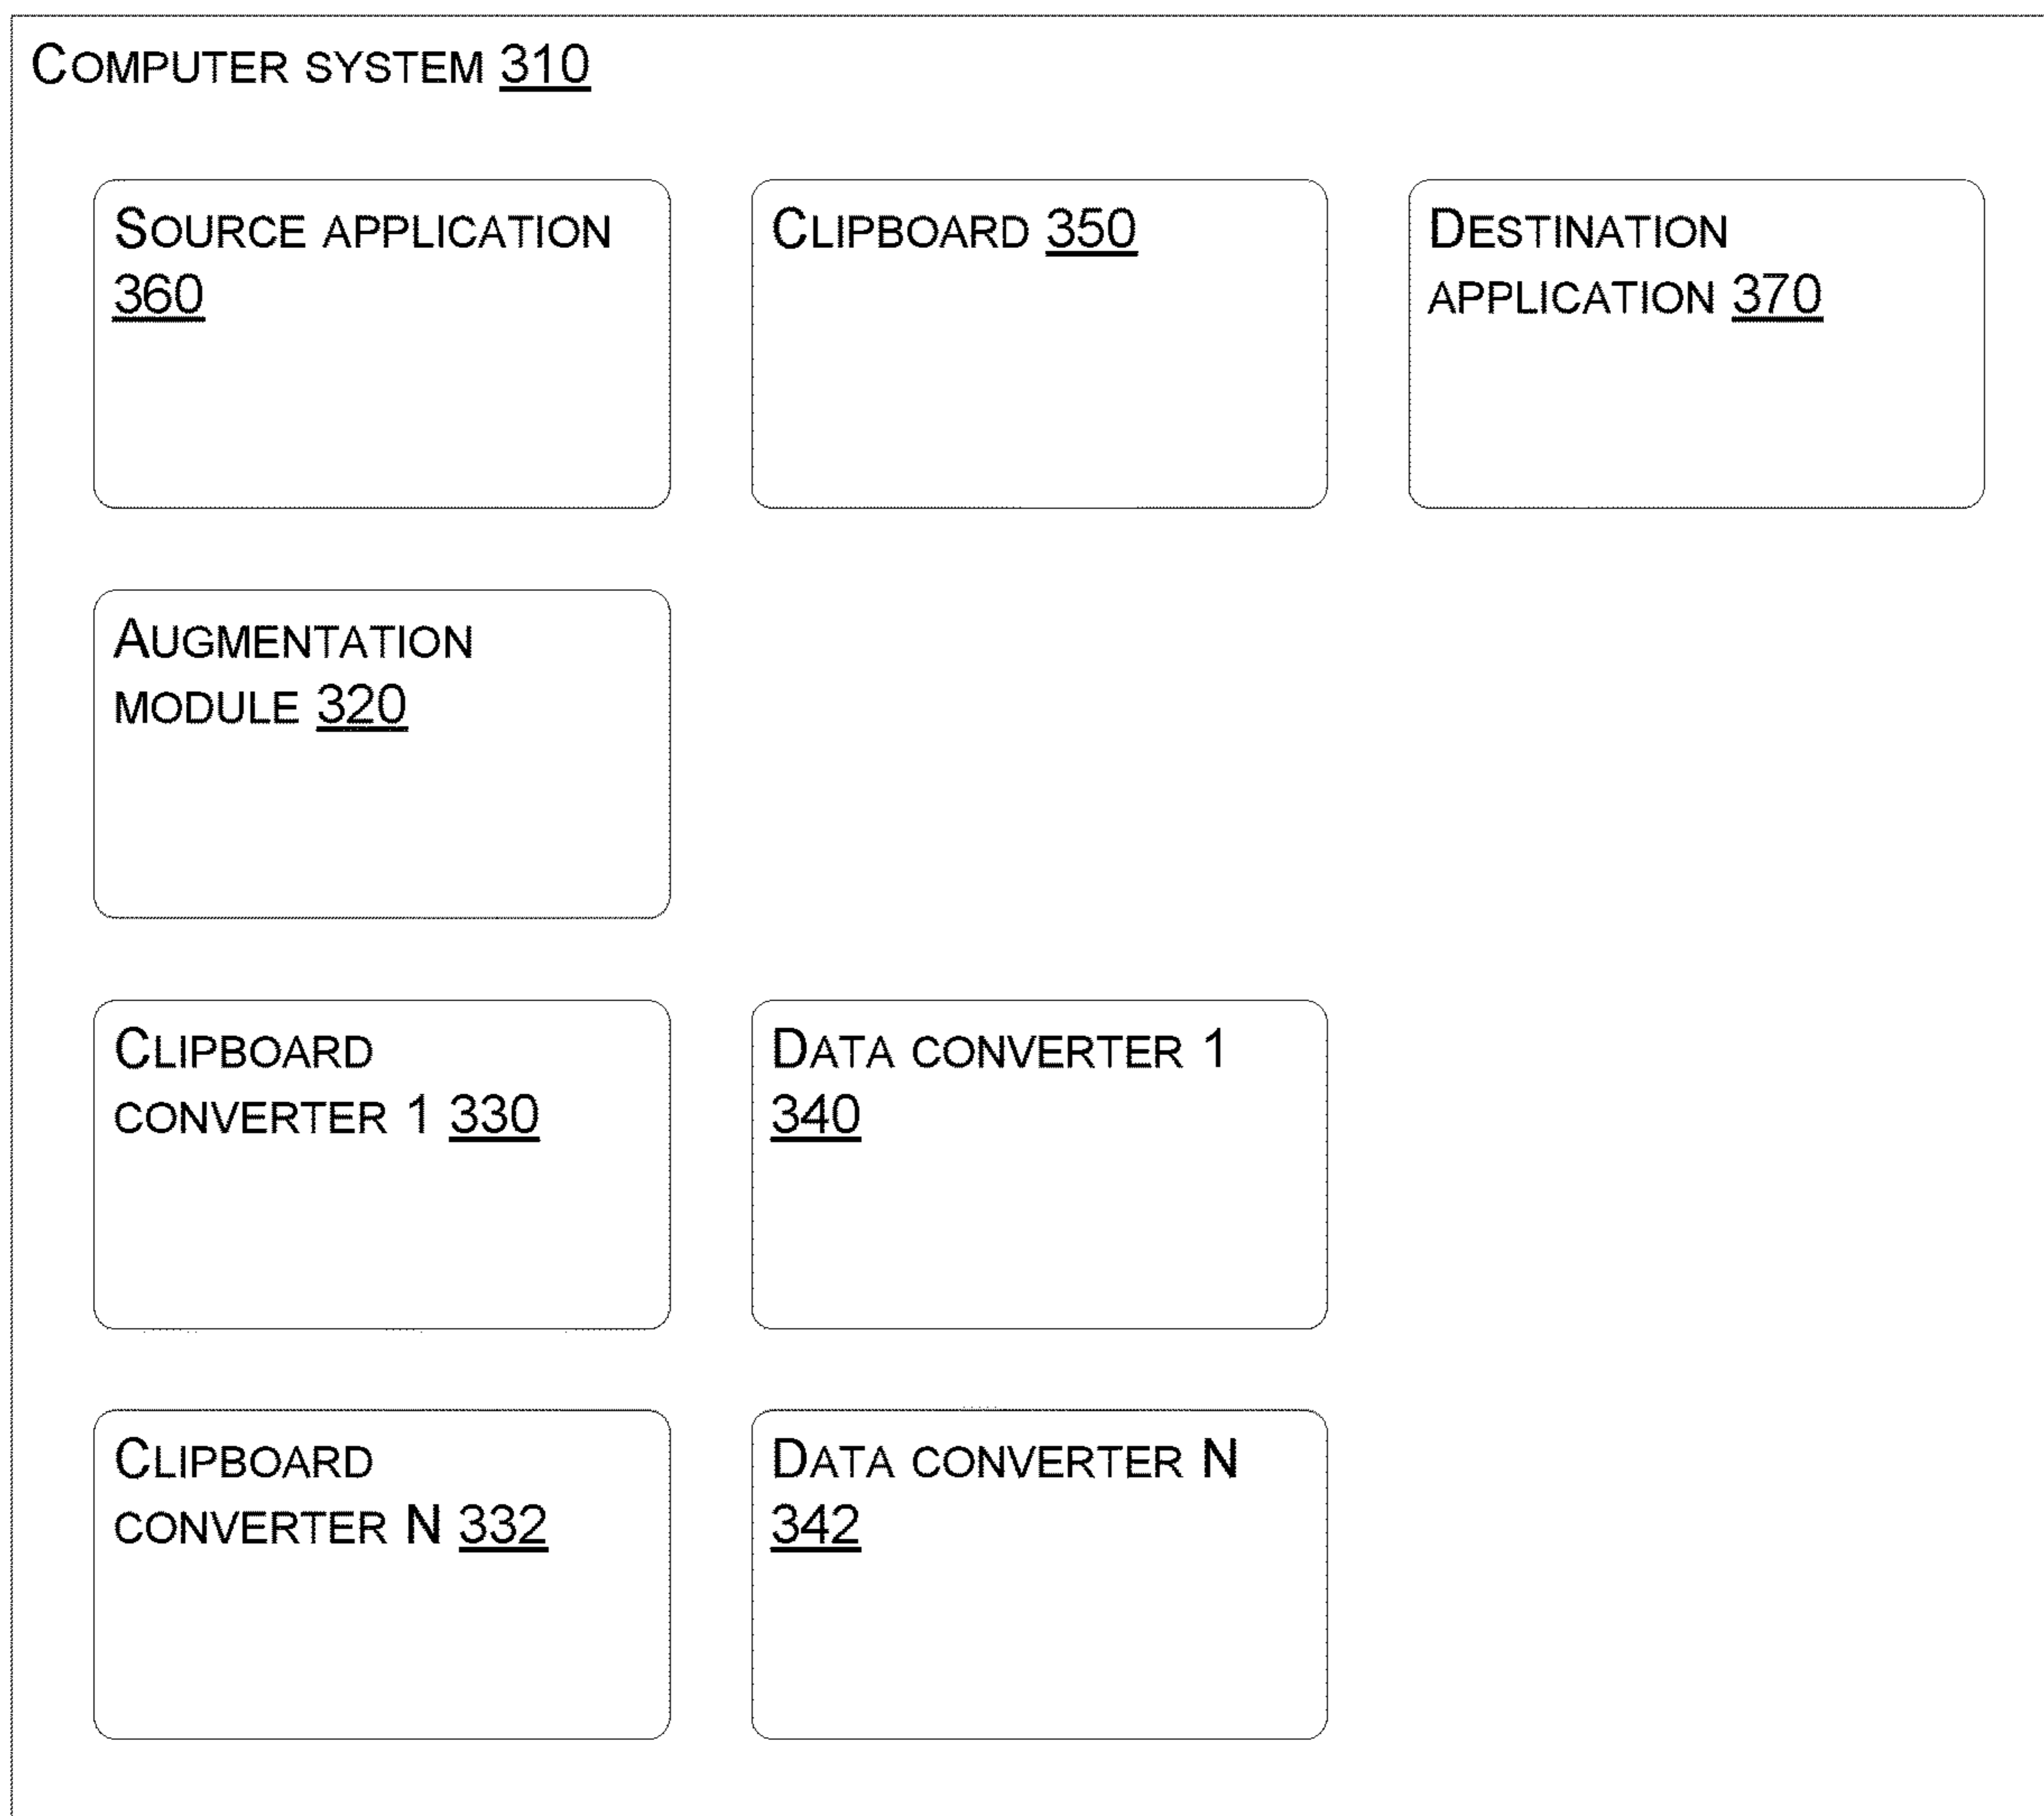 COMPUTER SYSTEM 310
SOURCE APPLICATION
360
CLIPBOARD 350
DESTINATION
APPLICATION 370
AUGMENTATION
MODULE 320
CLIPBOARD
CONVERTER 1 330
DATA CONVERTER 1
340
CLIPBOARD
CONVERTER N 332
DATA CONVERTER N
342